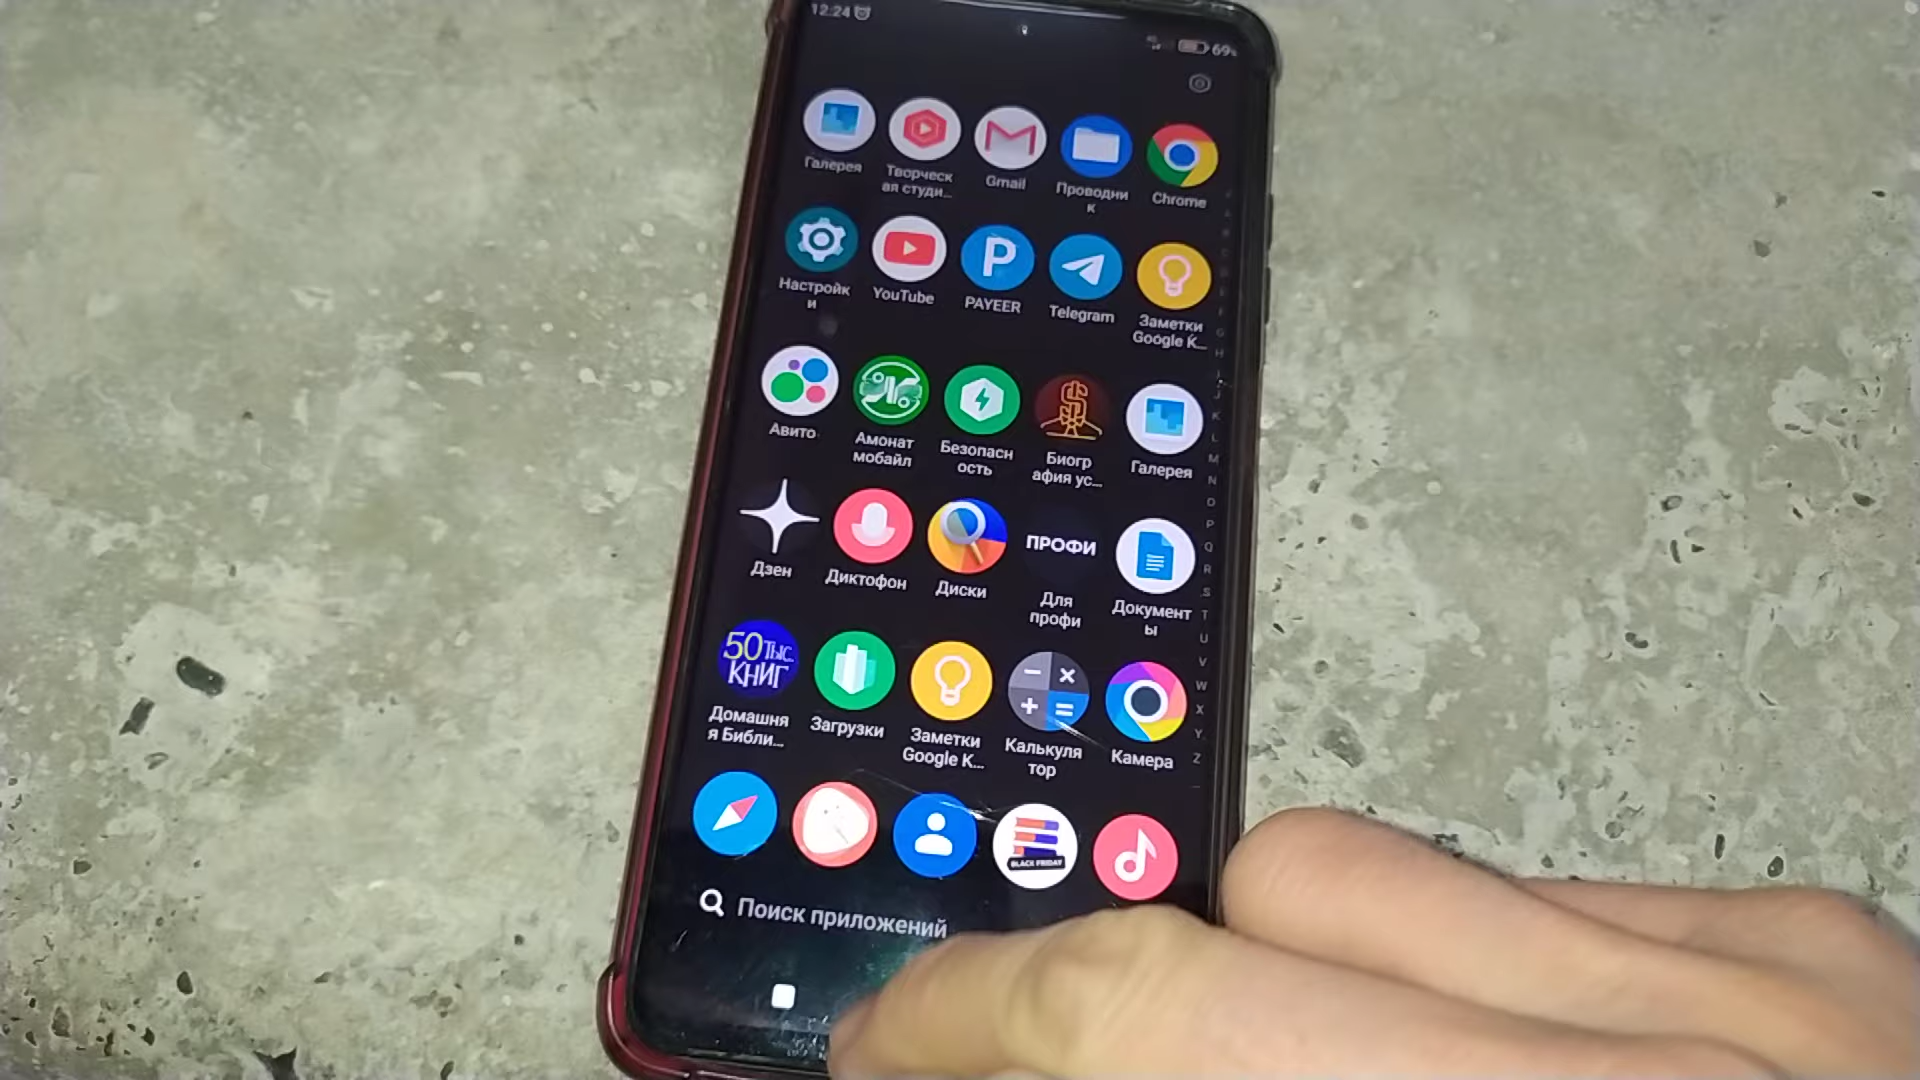 12:24
69%
Галерея
Творческ
ая студи...
Gmail
Проводни
к
Chrome
Настройк
и
YouTube
P
PAYEER
Telegram
Заметки
Google K...
Авито
Амонат
мобайл
Безопасн
ость
Биогр
афия ус...
Галерея
Дзен
Диктофон
Диски
ПРОФИ
Для
профи
Документ
ы
50 тыс.
КНИГ
Домашня
я Библи...
Загрузки
Заметки
Google K...
Калькуля
тор
Камера
BLACK FRIDAY
Поиск приложений
G
H
I
J
K
L
M
N
O
P
Q
R
S
T
U
V
W
X
Y
Z